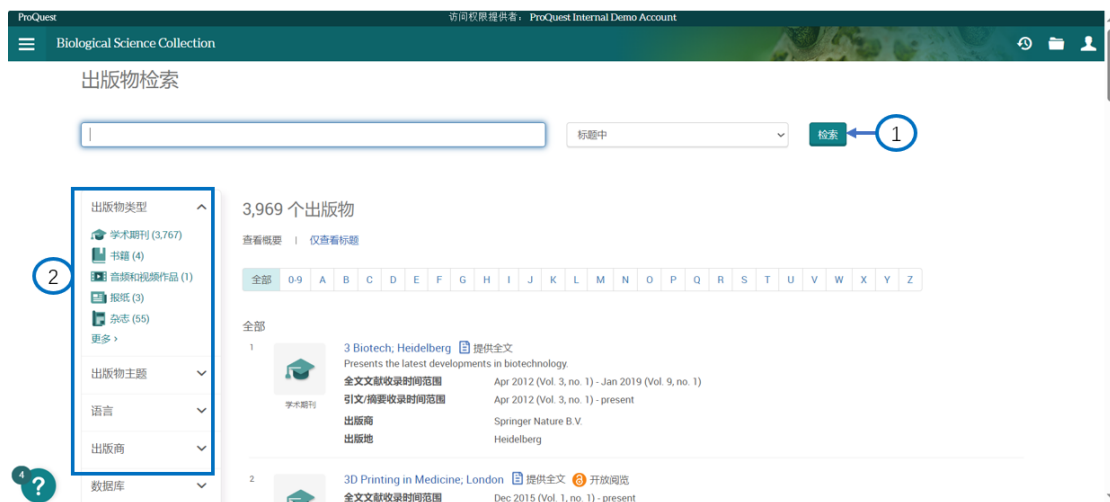 ProQuest 访问权限提供者： ProQuest Internal Demo Account
Biological Science Collection
出版物检索
标题中 检索 1
2
出版物类型
学术期刊 (3,767)
书籍 (4)
音频和视频作品 (1)
报纸 (3)
杂志 (55)
更多 >
出版物主题
语言
出版商
数据库
3,969 个出版物
查看概要 | 仅查看标题
全部 0-9 A B C D E F G H I J K L M N O P Q R S T U V W X Y Z
全部
1 3 Biotech; Heidelberg 提供全文
Presents the latest developments in biotechnology.
全文文献收录时间范围 Apr 2012 (Vol. 3, no. 1) - Jan 2019 (Vol. 9, no. 1)
引文/摘要收录时间范围 Apr 2012 (Vol. 3, no. 1) - present
学术期刊
出版商 Springer Nature B.V.
出版地 Heidelberg
2 3D Printing in Medicine; London 提供全文 开放阅览
全文文献收录时间范围 Dec 2015 (Vol. 1, no. 1) - present
4 ?